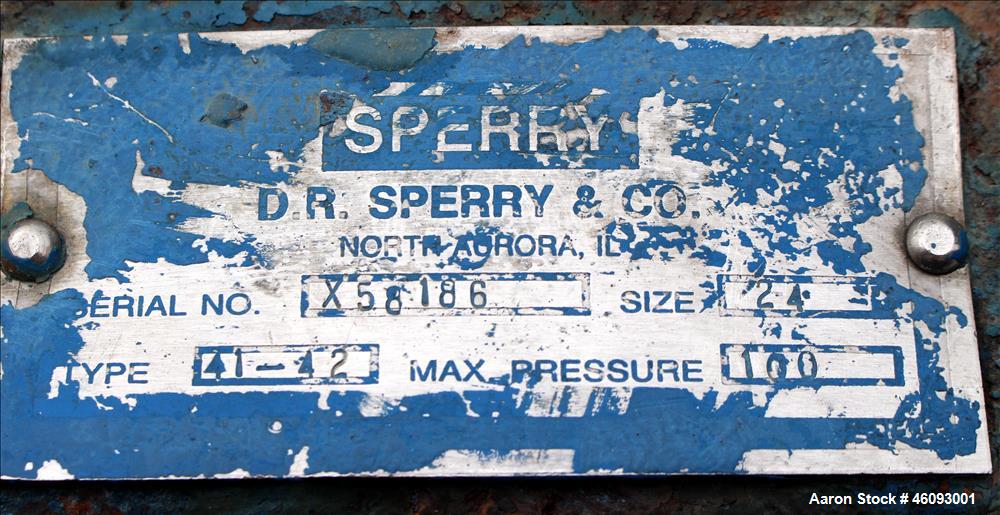 SPERRY
D.R. SPERRY & CO.
NORTH AURORA, IL
SERIAL NO. X58186 SIZE 24
TYPE 41-42 MAX PRESSURE 100
Aaron Stock # 46093001